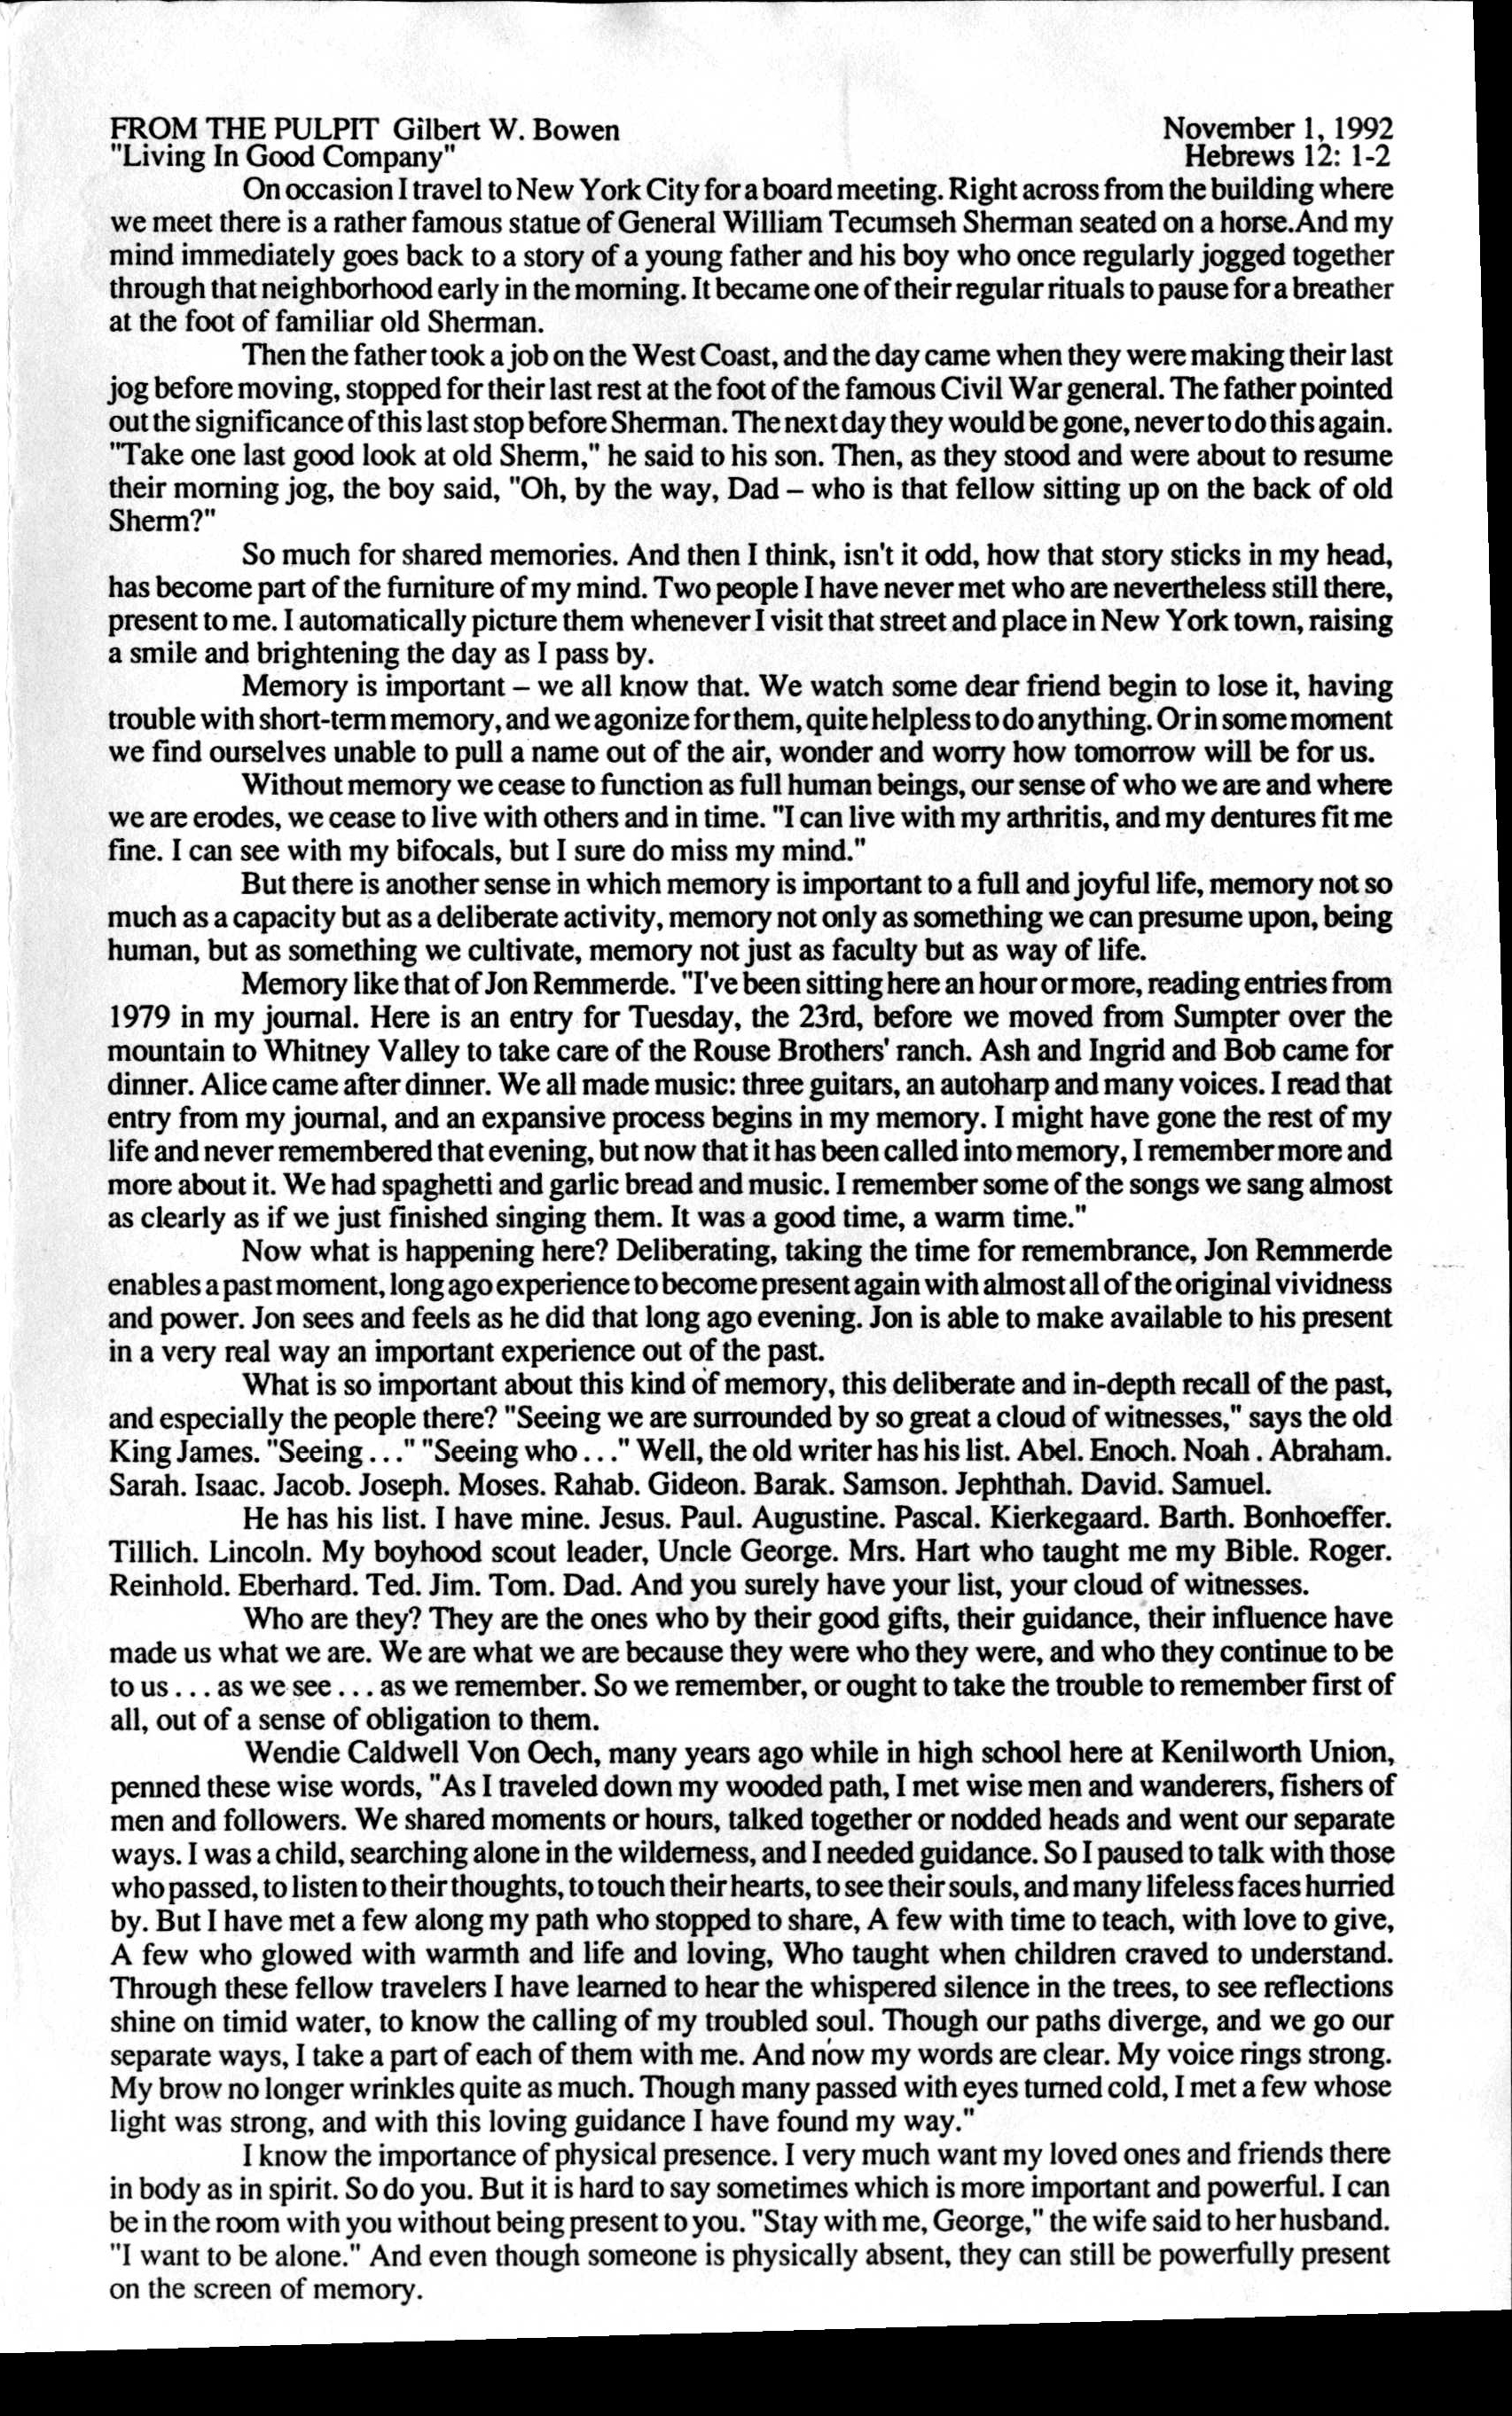 FROM THE PULPIT Gilbert W. Bowen November 1, 1992
"Living In Good Company" Hebrews 12: 1-2
On occasion I travel to New York City for a board meeting. Right across from the building where
we meet there is a rather famous statue of General William Tecumseh Sherman seated on a horse.And my
mind immediately goes back to a story of a young father and his boy who once regularly jogged together
through that neighborhood early in the morning. It became one of their regular rituals to pause for a breather
at the foot of familiar old Sherman.
Then the father took a job on the West Coast, and the day came when they were making their last
jog before moving, stopped for their last rest at the foot of the famous Civil War general. The father pointed
out the significance of this last stop before Sherman. The next day they would be gone, never to do this again.
"Take one last good look at old Sherm," he said to his son. Then, as they stood and were about to resume
their morning jog, the boy said, "Oh, by the way, Dad – who is that fellow sitting up on the back of old
Sherm?"
So much for shared memories. And then I think, isn't it odd, how that story sticks in my head,
has become part of the furniture of my mind. Two people I have never met who are nevertheless still there,
present to me. I automatically picture them whenever I visit that street and place in New York town, raising
a smile and brightening the day as I pass by.
Memory is important – we all know that. We watch some dear friend begin to lose it, having
trouble with short-term memory, and we agonize for them, quite helpless to do anything. Or in some moment
we find ourselves unable to pull a name out of the air, wonder and worry how tomorrow will be for us.
Without memory we cease to function as full human beings, our sense of who we are and where
we are erodes, we cease to live with others and in time. "I can live with my arthritis, and my dentures fit me
fine. I can see with my bifocals, but I sure do miss my mind."
But there is another sense in which memory is important to a full and joyful life, memory not so
much as a capacity but as a deliberate activity, memory not only as something we can presume upon, being
human, but as something we cultivate, memory not just as faculty but as way of life.
Memory like that of Jon Remmerde. "I've been sitting here an hour or more, reading entries from
1979 in my journal. Here is an entry for Tuesday, the 23rd, before we moved from Sumpter over the
mountain to Whitney Valley to take care of the Rouse Brothers' ranch. Ash and Ingrid and Bob came for
dinner. Alice came after dinner. We all made music: three guitars, an autoharp and many voices. I read that
entry from my journal, and an expansive process begins in my memory. I might have gone the rest of my
life and never remembered that evening, but now that it has been called into memory, I remember more and
more about it. We had spaghetti and garlic bread and music. I remember some of the songs we sang almost
as clearly as if we just finished singing them. It was a good time, a warm time."
Now what is happening here? Deliberating, taking the time for remembrance, Jon Remmerde
enables a past moment, long ago experience to become present again with almost all of the original vividness
and power. Jon sees and feels as he did that long ago evening. Jon is able to make available to his present
in a very real way an important experience out of the past.
What is so important about this kind of memory, this deliberate and in-depth recall of the past,
and especially the people there? "Seeing we are surrounded by so great a cloud of witnesses," says the old
King James. "Seeing . . ." "Seeing who . . ." Well, the old writer has his list. Abel. Enoch. Noah . Abraham.
Sarah. Isaac. Jacob. Joseph. Moses. Rahab. Gideon. Barak. Samson. Jephthah. David. Samuel.
He has his list. I have mine. Jesus. Paul. Augustine. Pascal. Kierkegaard. Barth. Bonhoeffer.
Tillich. Lincoln. My boyhood scout leader, Uncle George. Mrs. Hart who taught me my Bible. Roger.
Reinhold. Eberhard. Ted. Jim. Tom. Dad. And you surely have your list, your cloud of witnesses.
Who are they? They are the ones who by their good gifts, their guidance, their influence have
made us what we are. We are what we are because they were who they were, and who they continue to be
to us . . . as we see . . . as we remember. So we remember, or ought to take the trouble to remember first of
all, out of a sense of obligation to them.
Wendie Caldwell Von Oech, many years ago while in high school here at Kenilworth Union,
penned these wise words, "As I traveled down my wooded path, I met wise men and wanderers, fishers of
men and followers. We shared moments or hours, talked together or nodded heads and went our separate
ways. I was a child, searching alone in the wilderness, and I needed guidance. So I paused to talk with those
who passed, to listen to their thoughts, to touch their hearts, to see their souls, and many lifeless faces hurried
by. But I have met a few along my path who stopped to share, A few with time to teach, with love to give,
A few who glowed with warmth and life and loving, Who taught when children craved to understand.
Through these fellow travelers I have learned to hear the whispered silence in the trees, to see reflections
shine on timid water, to know the calling of my troubled soul. Though our paths diverge, and we go our
separate ways, I take a part of each of them with me. And now my words are clear. My voice rings strong.
My brow no longer wrinkles quite as much. Though many passed with eyes turned cold, I met a few whose
light was strong, and with this loving guidance I have found my way."
I know the importance of physical presence. I very much want my loved ones and friends there
in body as in spirit. So do you. But it is hard to say sometimes which is more important and powerful. I can
be in the room with you without being present to you. "Stay with me, George," the wife said to her husband.
"I want to be alone." And even though someone is physically absent, they can still be powerfully present
on the screen of memory.